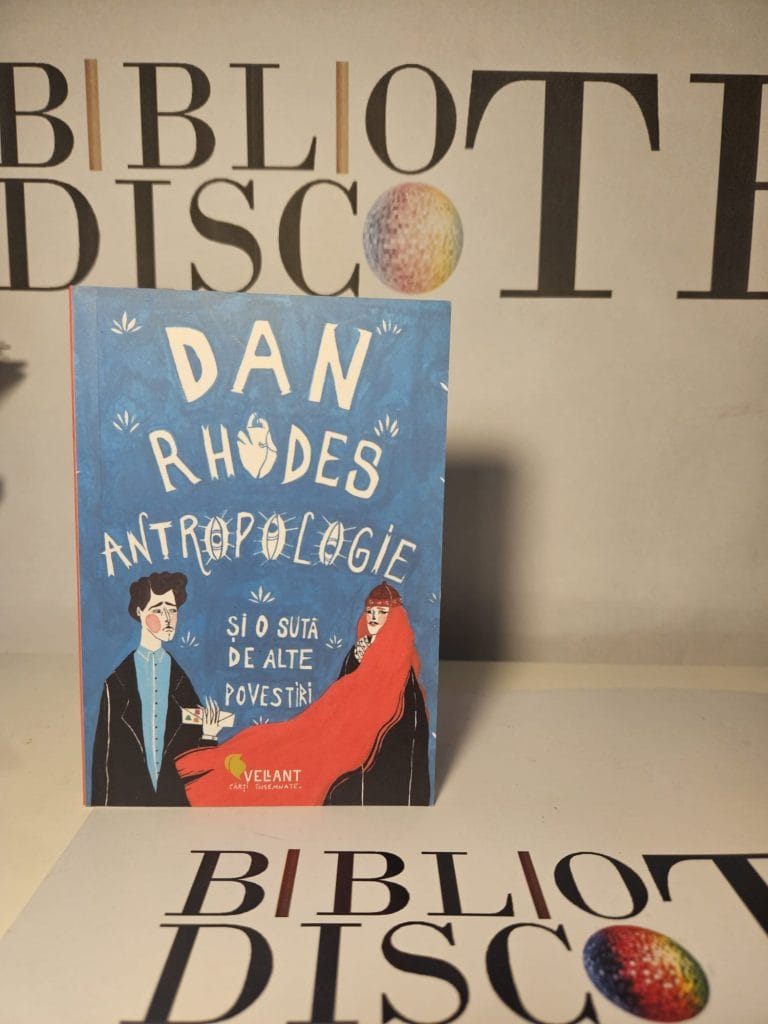 BIBLIOTE
DISCO
DAN
RHODES
ANTROPOLOGIE
ȘI O SUTĂ
DE ALTE
POVESTIRI
VELLANT
CĂRȚI ÎNSEMNATE.
BIBLIOT
DISCO